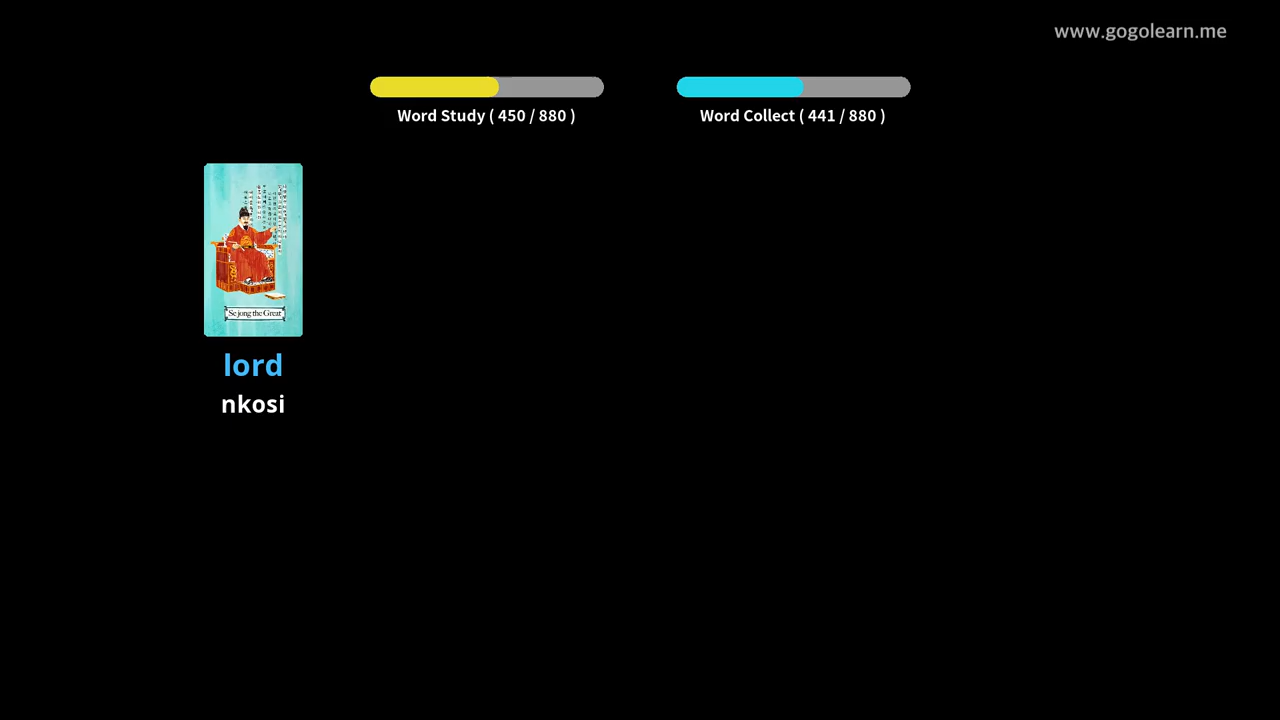 www.gogolearn.me
Word Study ( 450 / 880 )
Word Collect ( 441 / 880 )
Sejong the Great
lord
nkosi